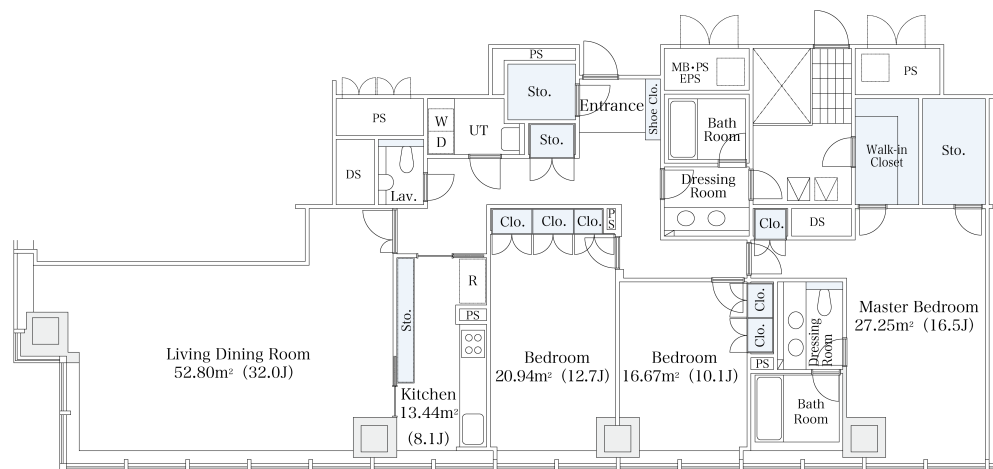 PS
Sto.
Entrance
Shoe Clo.
MB・PS
EPS
PS
PS
W
D
UT
Sto.
Bath
Room
Walk-in
Closet
Sto.
DS
Lav.
Dressing
Room
Clo.
Clo.
Clo.
PS
Clo.
DS
R
Sto.
PS
Clo.
Clo.
PS
Dressing
Room
Master Bedroom
27.25m² (16.5J)
Living Dining Room
52.80m² (32.0J)
Kitchen
13.44m²
(8.1J)
Bedroom
20.94m² (12.7J)
Bedroom
16.67m² (10.1J)
Bath
Room